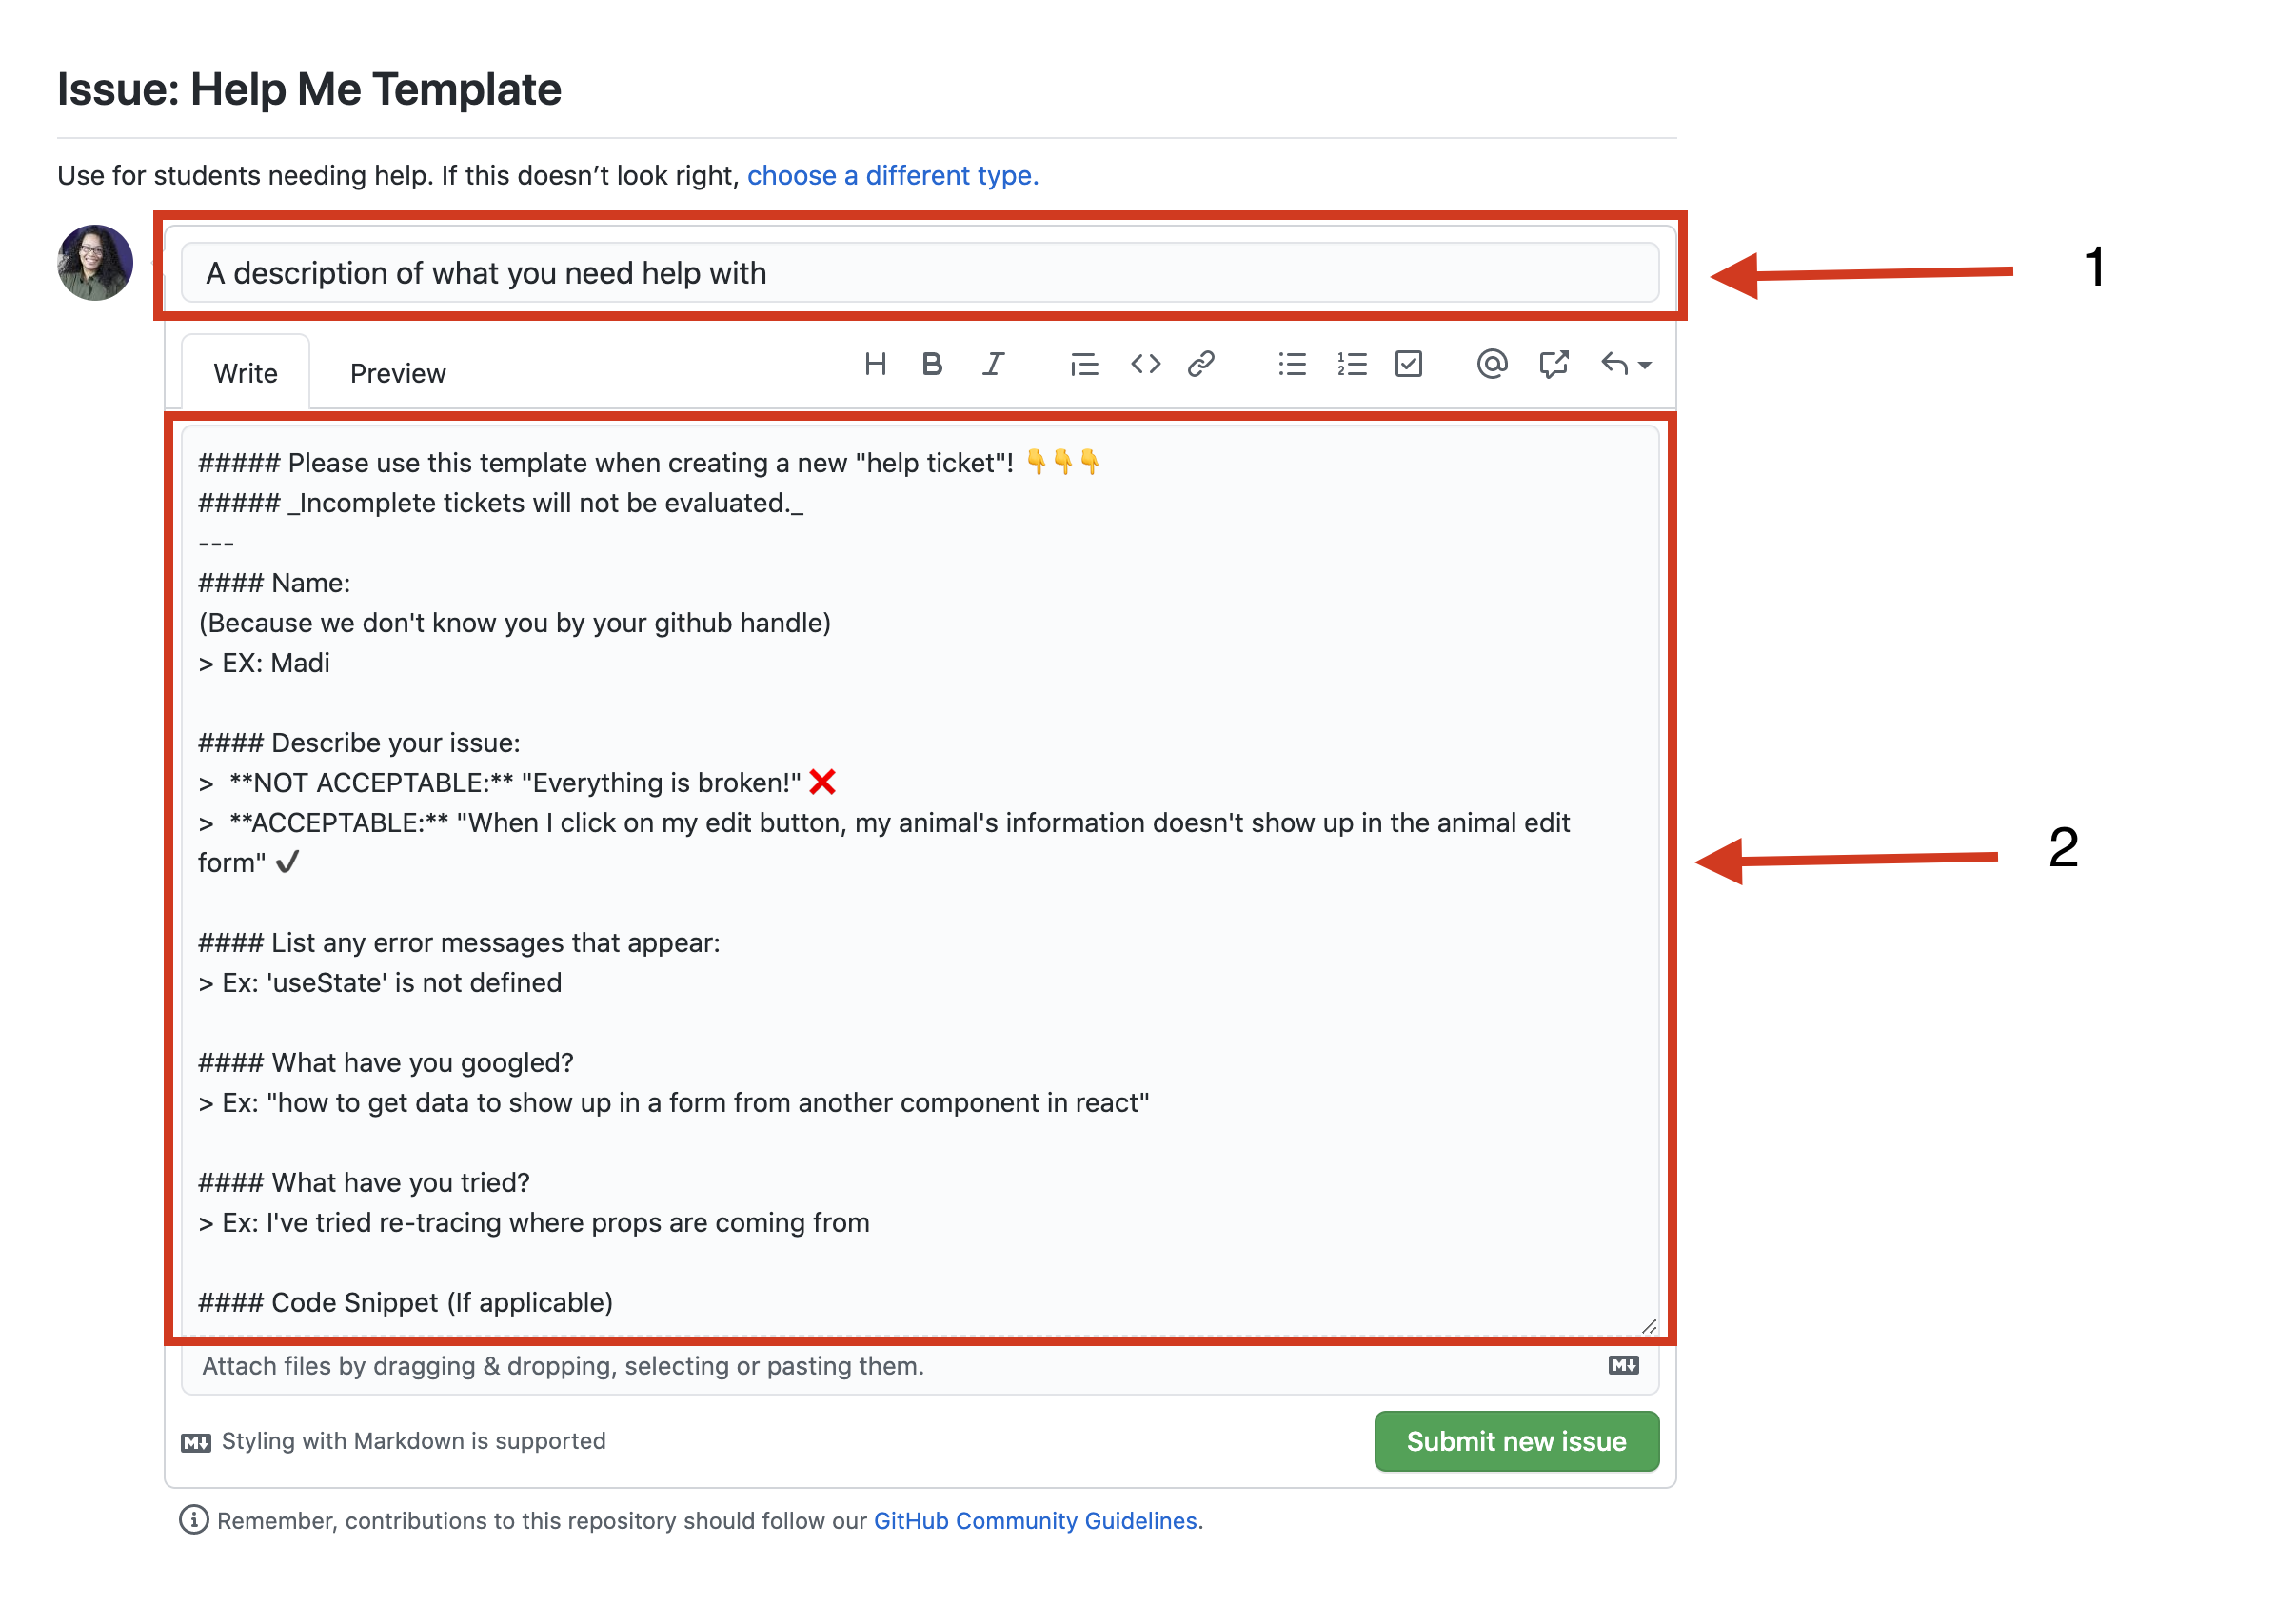 Issue: Help Me Template
Use for students needing help. If this doesn’t look right, choose a different type.
A description of what you need help with
1
Write
Preview
##### Please use this template when creating a new "help ticket"! 👇👇👇
##### _Incomplete tickets will not be evaluated._
---
#### Name:
(Because we don't know you by your github handle)
> EX: Madi
#### Describe your issue:
>  **NOT ACCEPTABLE:** "Everything is broken!" ❌
>  **ACCEPTABLE:** "When I click on my edit button, my animal's information doesn't show up in the animal edit
form" ✔
2
#### List any error messages that appear:
> Ex: 'useState' is not defined
#### What have you googled?
> Ex: "how to get data to show up in a form from another component in react"
#### What have you tried?
> Ex: I've tried re-tracing where props are coming from
#### Code Snippet (If applicable)
Attach files by dragging & dropping, selecting or pasting them.
Styling with Markdown is supported
Submit new issue
Remember, contributions to this repository should follow our GitHub Community Guidelines.